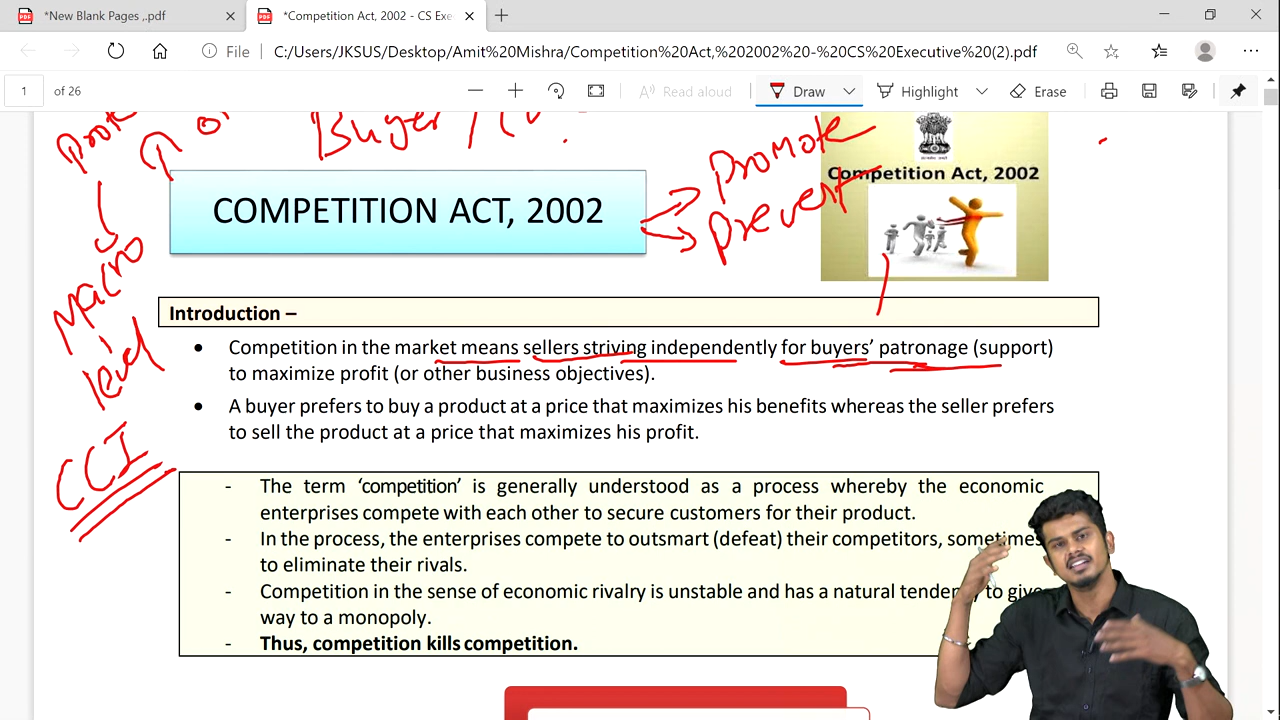 *New Blank Pages ,.pdf
*Competition Act, 2002 - CS Exe
File
C:/Users/JKSUS/Desktop/Amit%20Mishra/Competition%20Act,%202002%20-%20CS%20Executive%20(2).pdf
1 of 26
Read aloud
Draw
Highlight
Erase
Buyer /
Promote
Prevent
COMPETITION ACT, 2002
Competition Act, 2002
Macro
level
CCI
Introduction –
• Competition in the market means sellers striving independently for buyers’ patronage (support)
to maximize profit (or other business objectives).
• A buyer prefers to buy a product at a price that maximizes his benefits whereas the seller prefers
to sell the product at a price that maximizes his profit.
- The term ‘competition’ is generally understood as a process whereby the economic
enterprises compete with each other to secure customers for their product.
- In the process, the enterprises compete to outsmart (defeat) their competitors, sometimes
to eliminate their rivals.
- Competition in the sense of economic rivalry is unstable and has a natural to give
way to a monopoly.
- Thus, competition kills competition.